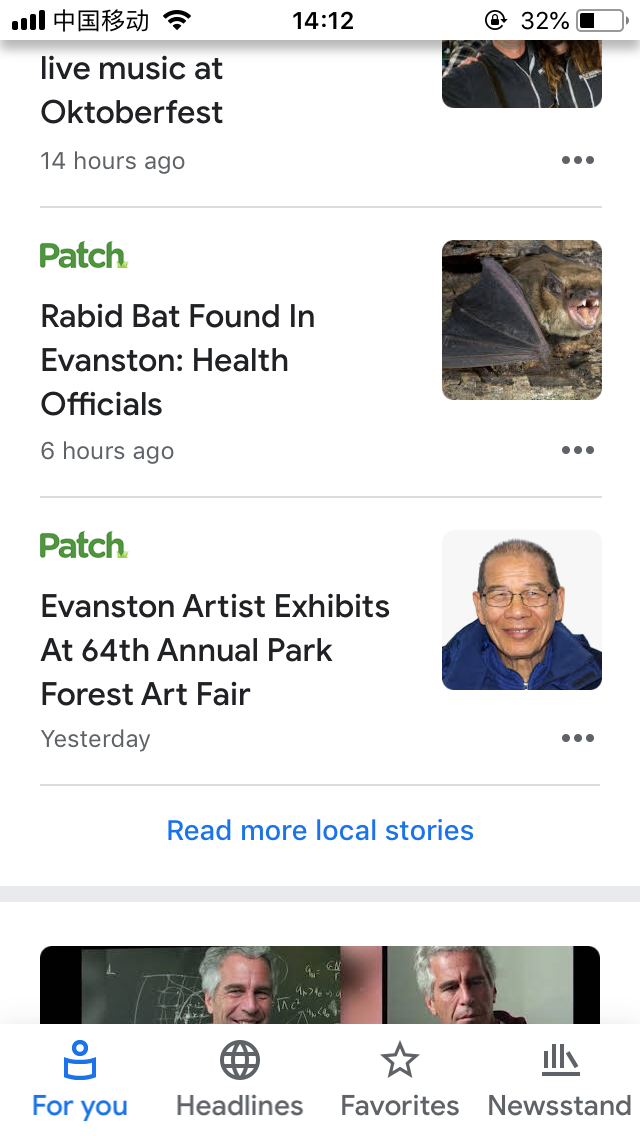 中国移动 14:12 32%
live music at
Oktoberfest
14 hours ago
Patch
Rabid Bat Found In
Evanston: Health
Officials
6 hours ago
Patch
Evanston Artist Exhibits
At 64th Annual Park
Forest Art Fair
Yesterday
Read more local stories
For you Headlines Favorites Newsstand